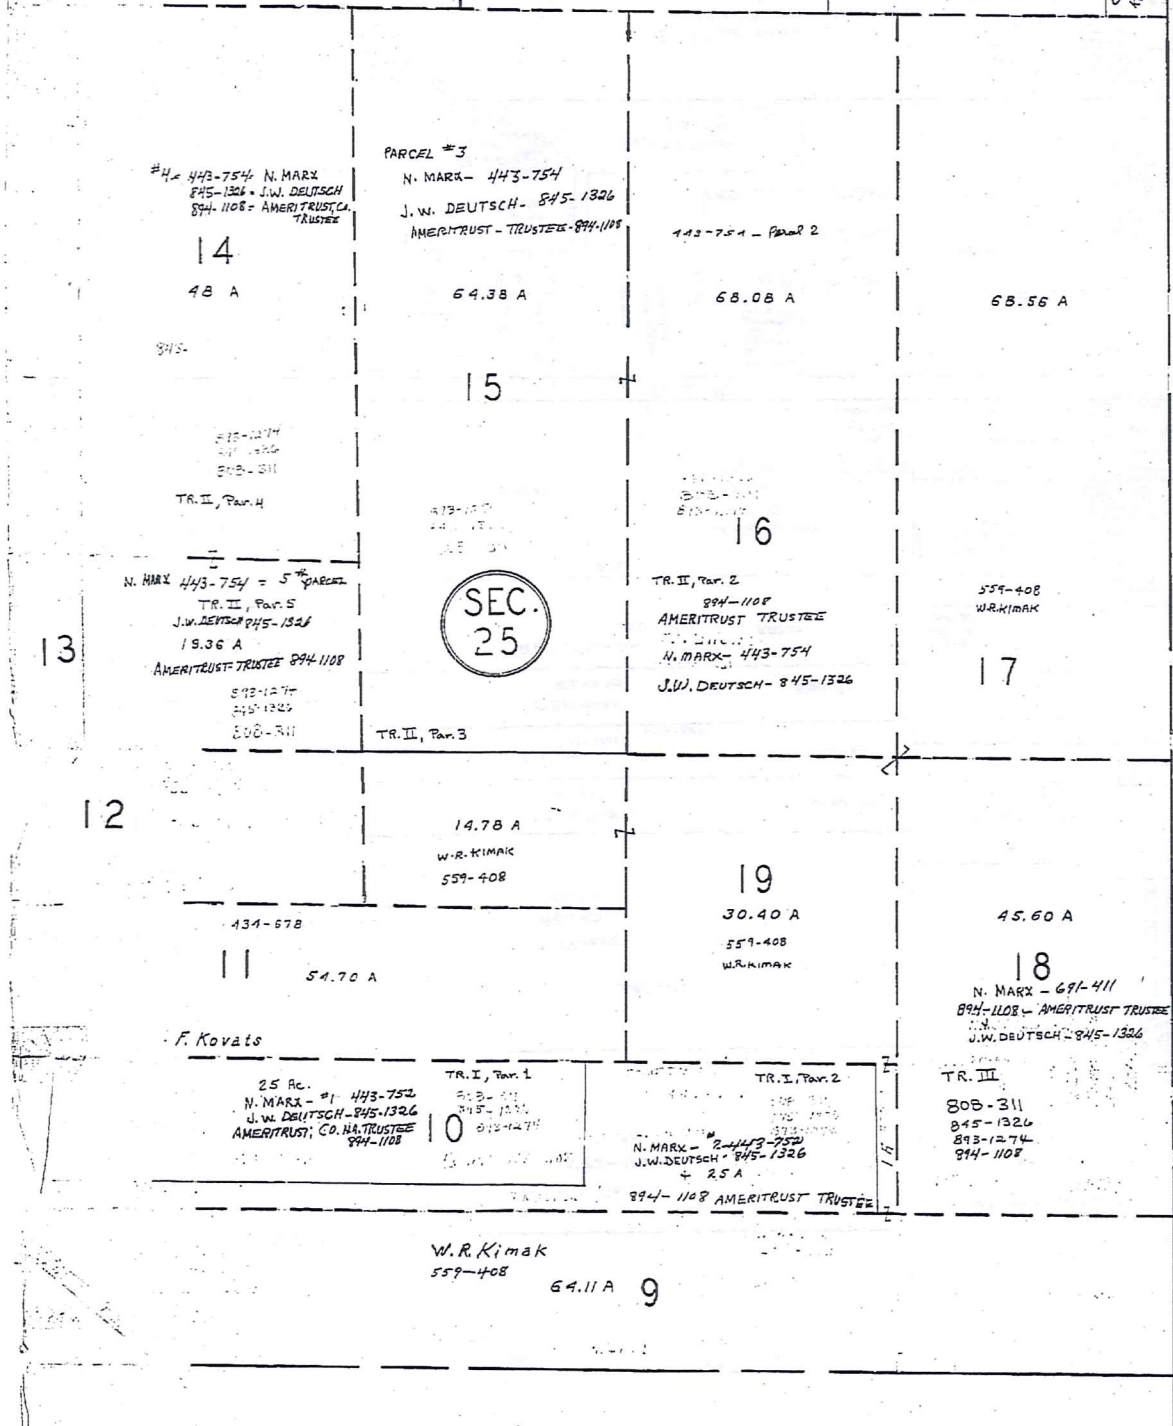 #4- 443-754- N. MARX
845-1326 - J.W. DEUTSCH
894-1108 = AMERITRUST, CO.
TRUSTEE
14
48 A
845-
808-311
TR. II, Par. 4
PARCEL #3
N. MARX- 443-754
J.W. DEUTSCH- 845-1326
AMERITRUST - TRUSTEE - 894-1108
64.38 A
15
443-754 - Parcel 2
68.08 A
68.56 A
16
SEC.
25
TR. II, Par. 3
TR. II, Par. 2
894-1108
AMERITRUST TRUSTEE
N. MARX- 443-754
J.W. DEUTSCH- 845-1326
559-408
W.R. KIMAK
17
N. MARX 443-754 = 5th PARCEL
TR. II, Par. 5
J.W. DEUTSCH 845-1326
19.36 A
AMERITRUST-TRUSTEE 894-1108
893-1274
845-1326
808-311
13
12
14.78 A
W.R. KIMAK
559-408
19
30.40 A
559-408
W.R. KIMAK
45.60 A
18
N. MARX - 691-411
894-1108 - AMERITRUST TRUSTEE
J.W. DEUTSCH - 845-1326
TR. III
808-311
845-1326
893-1274
894-1108
434-678
11
54.70 A
F. Kovats
25 Ac.
N. MARX - #1 443-752
J.W. DEUTSCH - 845-1326
AMERITRUST, CO. NA. TRUSTEE
894-1108
TR. I, Par. 1
10
TR. I, Par. 2
N. MARX - #2-443-752
J.W. DEUTSCH - 845-1326
25 A
894-1108 AMERITRUST TRUSTEE
16
W.R. Kimak
559-408
64.11 A
9